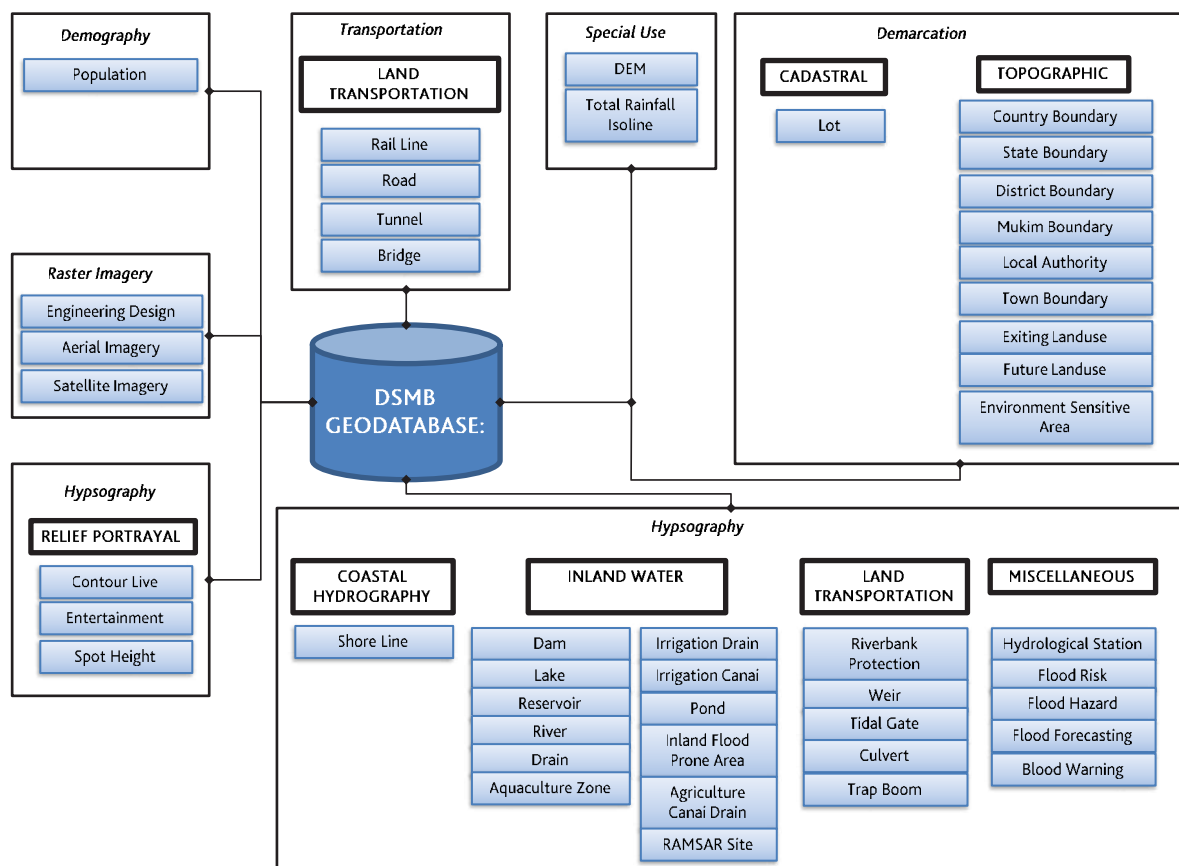 Demography
Population
Transportation
LAND
TRANSPORTATION
Rail Line
Road
Tunnel
Bridge
Special Use
DEM
Total Rainfall
Isoline
Demarcation
CADASTRAL
Lot
TOPOGRAPHIC
Country Boundary
State Boundary
District Boundary
Mukim Boundary
Local Authority
Town Boundary
Exiting Landuse
Future Landuse
Environment Sensitive
Area
Raster Imagery
Engineering Design
Aerial Imagery
Satellite Imagery
DSMB
GEODATABASE:
Hypsography
RELIEF PORTRAYAL
Contour Live
Entertainment
Spot Height
Hypsography
COASTAL
HYDROGRAPHY
Shore Line
INLAND WATER
Dam
Lake
Reservoir
River
Drain
Aquaculture Zone
Irrigation Drain
Irrigation Canai
Pond
Inland Flood
Prone Area
Agriculture
Canai Drain
RAMSAR Site
LAND
TRANSPORTATION
Riverbank
Protection
Weir
Tidal Gate
Culvert
Trap Boom
MISCELLANEOUS
Hydrological Station
Flood Risk
Flood Hazard
Flood Forecasting
Blood Warning